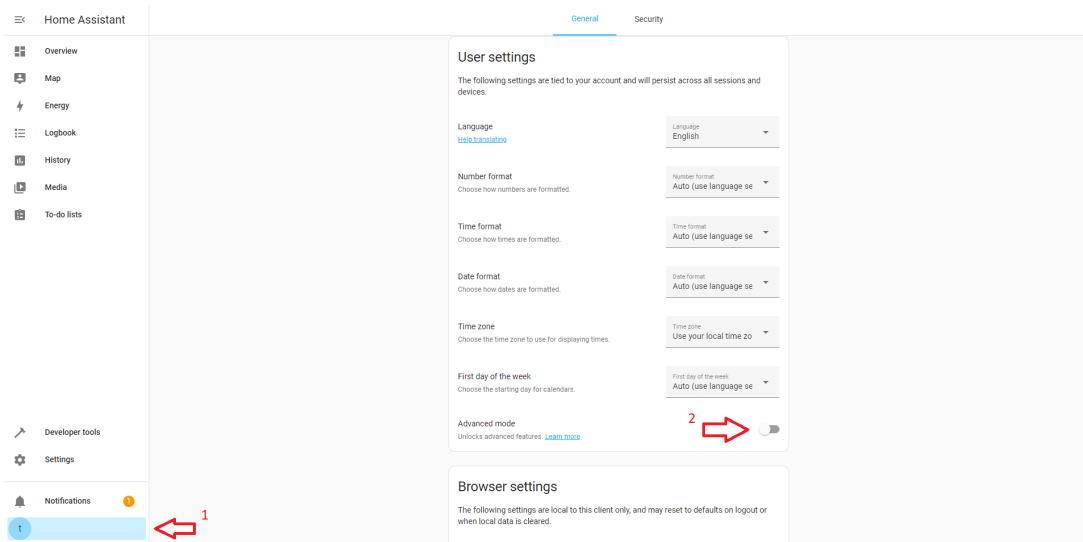 Home Assistant
Overview
Map
Energy
Logbook
History
Media
To-do lists
Developer tools
Settings
Notifications
1
t
1
General
Security
User settings
The following settings are tied to your account and will persist across all sessions and
devices.
Language
Help translating
Language
English
Number format
Choose how numbers are formatted.
Number format
Auto (use language se
Time format
Choose how times are formatted.
Time format
Auto (use language se
Date format
Choose how dates are formatted.
Date format
Auto (use language se
Time zone
Choose the time zone to use for displaying times.
Time zone
Use your local time zo
First day of the week
Choose the starting day for calendars.
First day of the week
Auto (use language se
Advanced mode
Unlocks advanced features. Learn more
2
Browser settings
The following settings are local to this client only, and may reset to defaults on logout or
when local data is cleared.